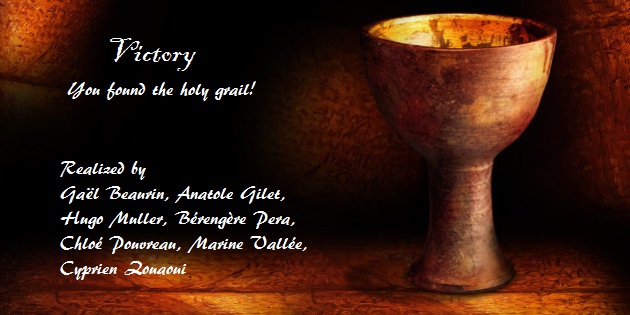 Victory
You found the holy grail!
Realized by
Gaël Beaurin, Anatole Gilet,
Hugo Muller, Bérengère Pera,
Chloé Pouvreau, Marine Vallée,
Cyprien Zouaoui